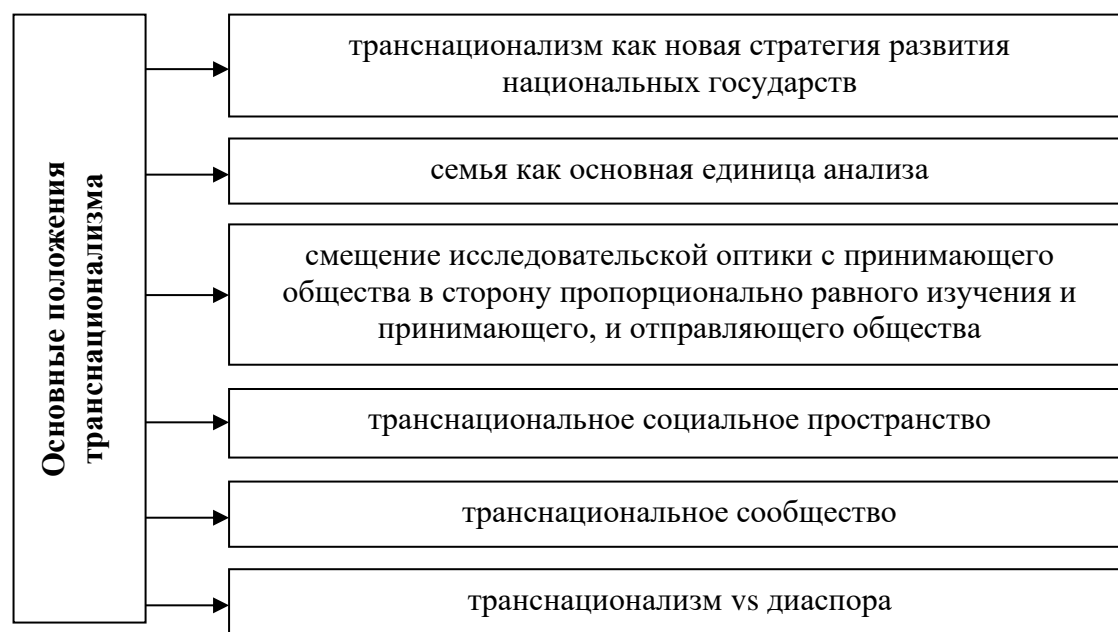 Основные положения
транснационализма
транснационализм как новая стратегия развития
национальных государств
семья как основная единица анализа
смещение исследовательской оптики с принимающего
общества в сторону пропорционально равного изучения и
принимающего, и отправляющего общества
транснациональное социальное пространство
транснациональное сообщество
транснационализм vs диаспора